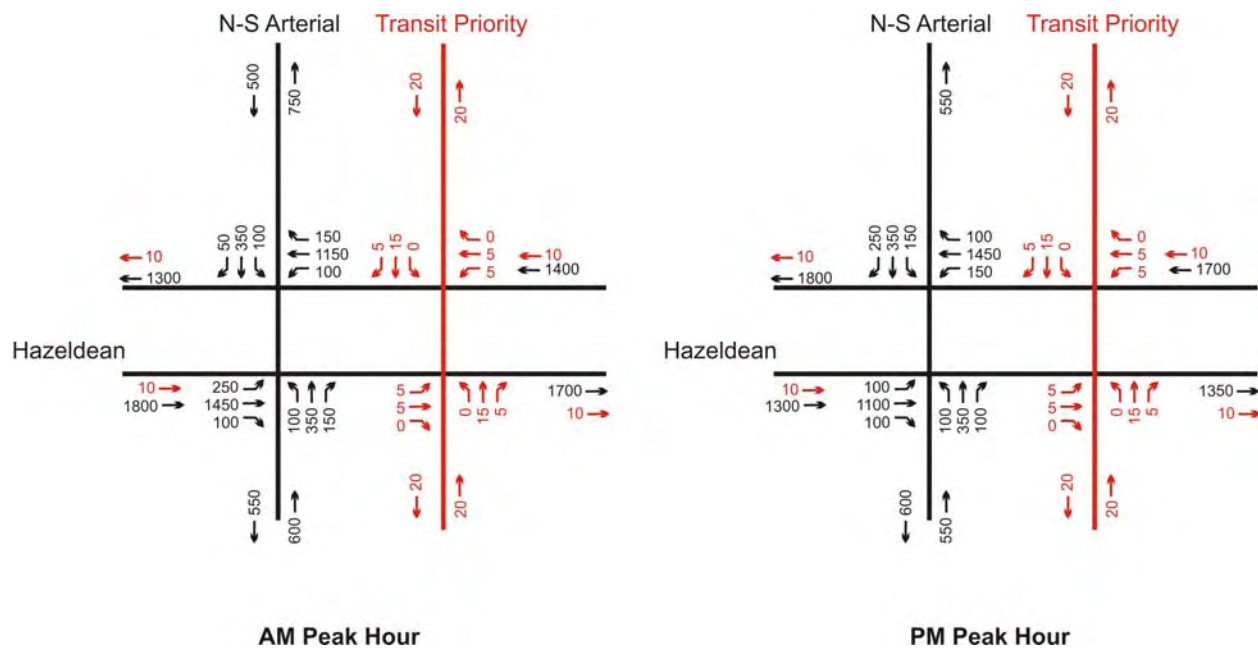 N-S Arterial Transit Priority N-S Arterial Transit Priority
500 750 20 20 550 20 20
50 350 100 150 5 15 0 0 250 350 150 100 5 15 0 0
10 1150 5 10 10 1450 5 10
1300 100 5 1400 1800 150 5 1700
Hazeldean Hazeldean
10 250 5 1700 10 100 5 1350
1800 1450 100 350 150 5 0 15 5 10 1300 1100 100 350 100 5 0 15 5 10
100 0 100 0
550 600 20 20 600 550 20 20
AM Peak Hour PM Peak Hour